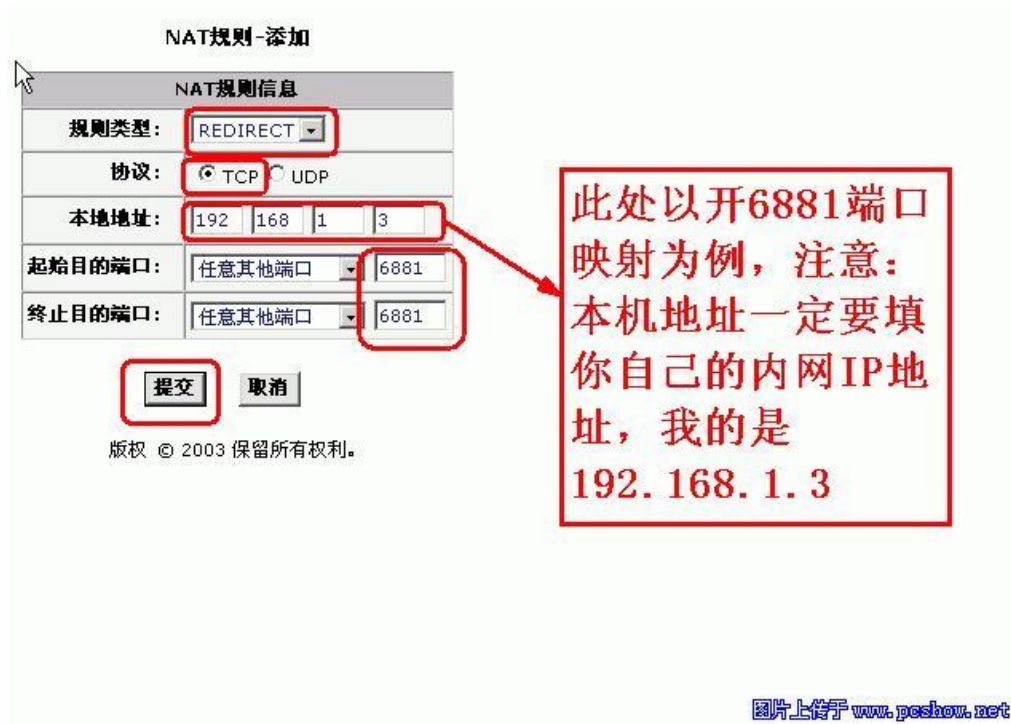 NAT规则-添加
NAT规则信息
规则类型: REDIRECT
协议: TCP UDP
本地地址: 192 168 1 3
起始目的端口: 任意其他端口 6881
终止目的端口: 任意其他端口 6881
提交 取消
版权 © 2003 保留所有权利。
此处以开6881端口
映射为例，注意：
本机地址一定要填
你自己的内网IP地
址，我的是
192.168.1.3
图片上传于 www.pcshow.net